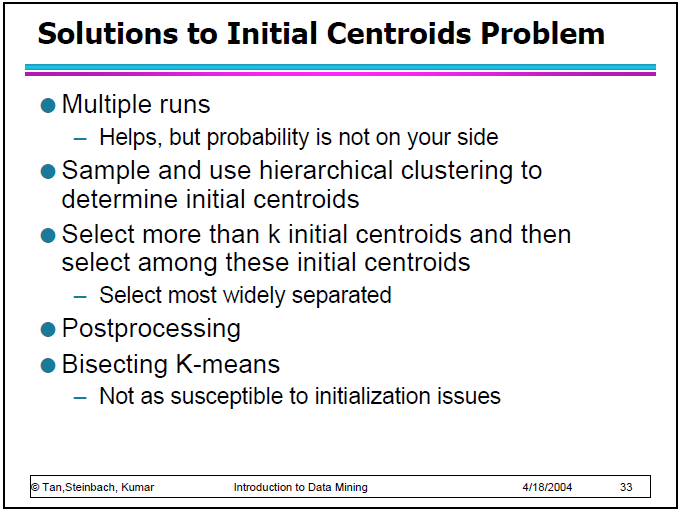 Solutions to Initial Centroids Problem
● Multiple runs
– Helps, but probability is not on your side
● Sample and use hierarchical clustering to
determine initial centroids
● Select more than k initial centroids and then
select among these initial centroids
– Select most widely separated
● Postprocessing
● Bisecting K-means
– Not as susceptible to initialization issues
© Tan,Steinbach, Kumar Introduction to Data Mining 4/18/2004 33